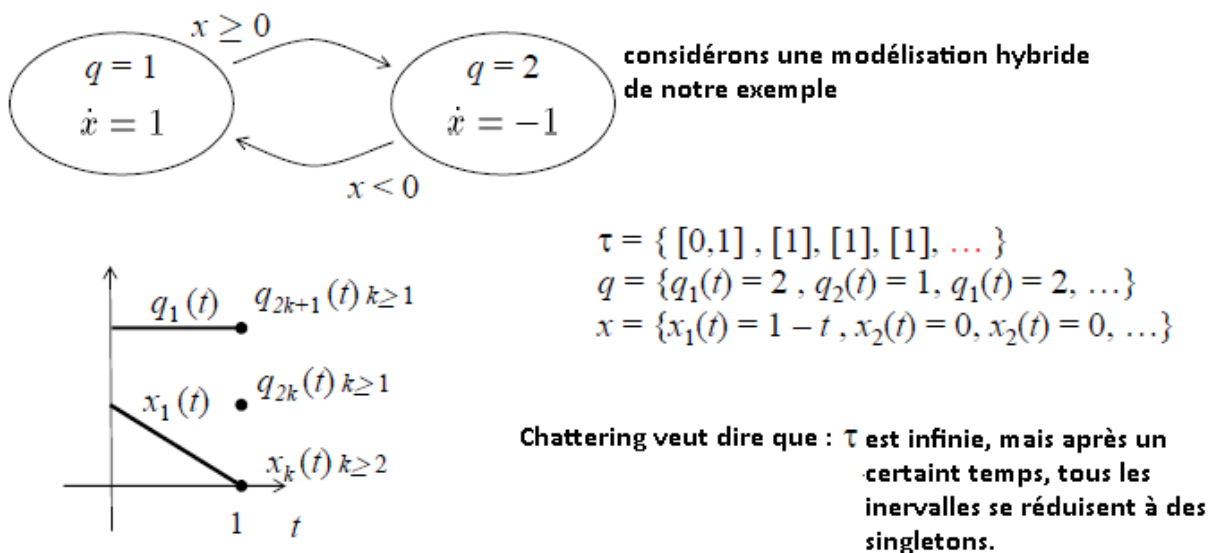 x ≥ 0
q = 1
ẋ = 1
q = 2
ẋ = −1
x < 0
considérons une modélisation hybride
de notre exemple
τ = { [0,1] , [1], [1], [1], … }
q = {q₁(t) = 2 , q₂(t) = 1, q₁(t) = 2, …}
x = {x₁(t) = 1 – t , x₂(t) = 0, x₂(t) = 0, …}
q₁(t)
q₂ₖ₊₁(t) k≥1
x₁(t)
q₂ₖ(t) k≥1
xₖ(t) k≥2
1
t
Chattering veut dire que : τ est infinie, mais après un
certaint temps, tous les
inervalles se réduisent à des
singletons.